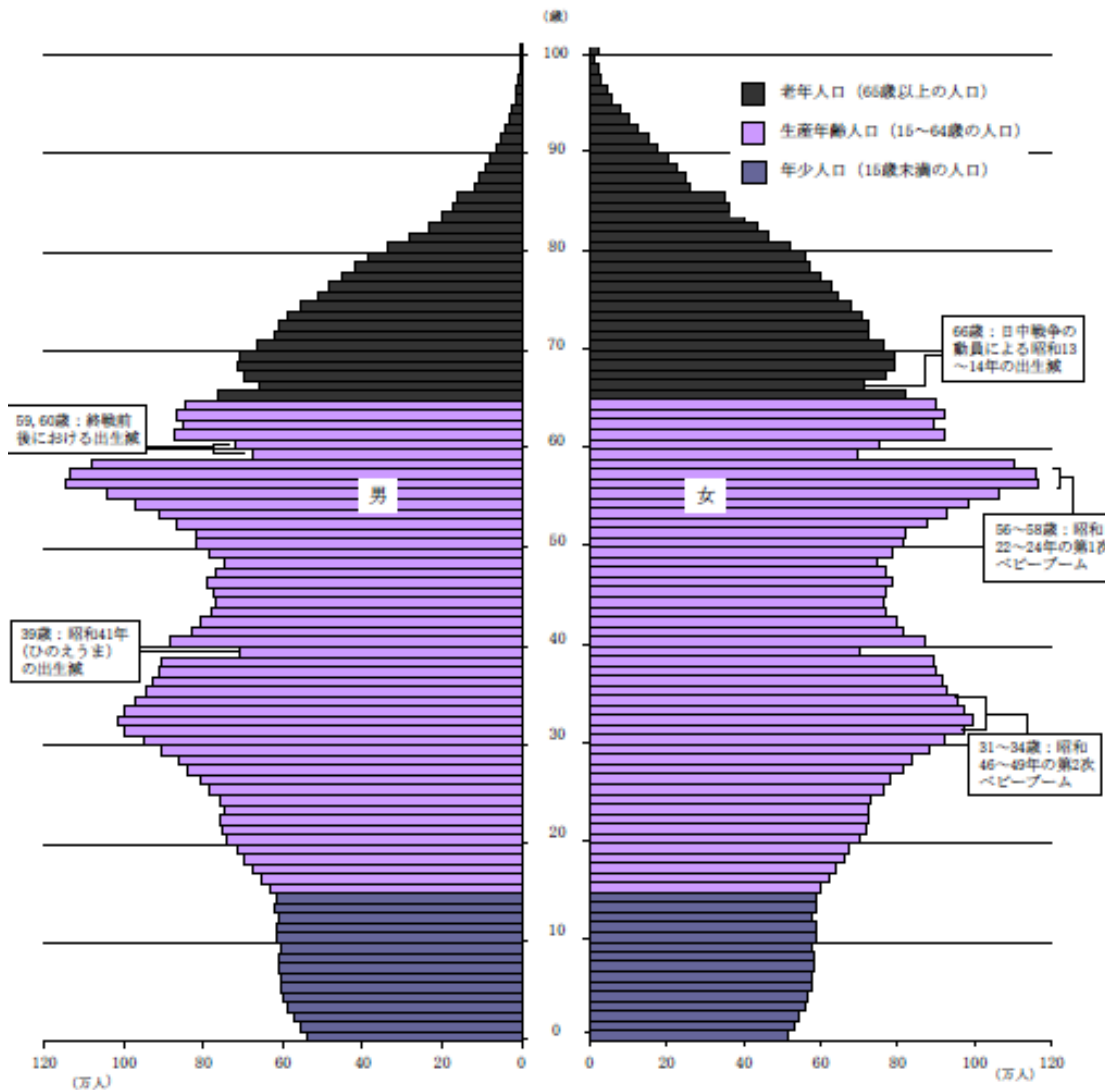 (歳)
100
90
80
70
60
50
40
30
20
10
0
老年人口（65歳以上の人口）
生産年齢人口（15～64歳の人口）
年少人口（15歳未満の人口）
66歳：日中戦争の
動員による昭和13
～14年の出生減
59, 60歳：終戦前
後における出生減
男
女
56～58歳：昭和
22～24年の第1次
ベビーブーム
39歳：昭和41年
(ひのえうま)
の出生減
31～34歳：昭和
46～49年の第2次
ベビーブーム
120 100 80 60 40 20 0
(万人)
0 20 40 60 80 100 120
(万人)